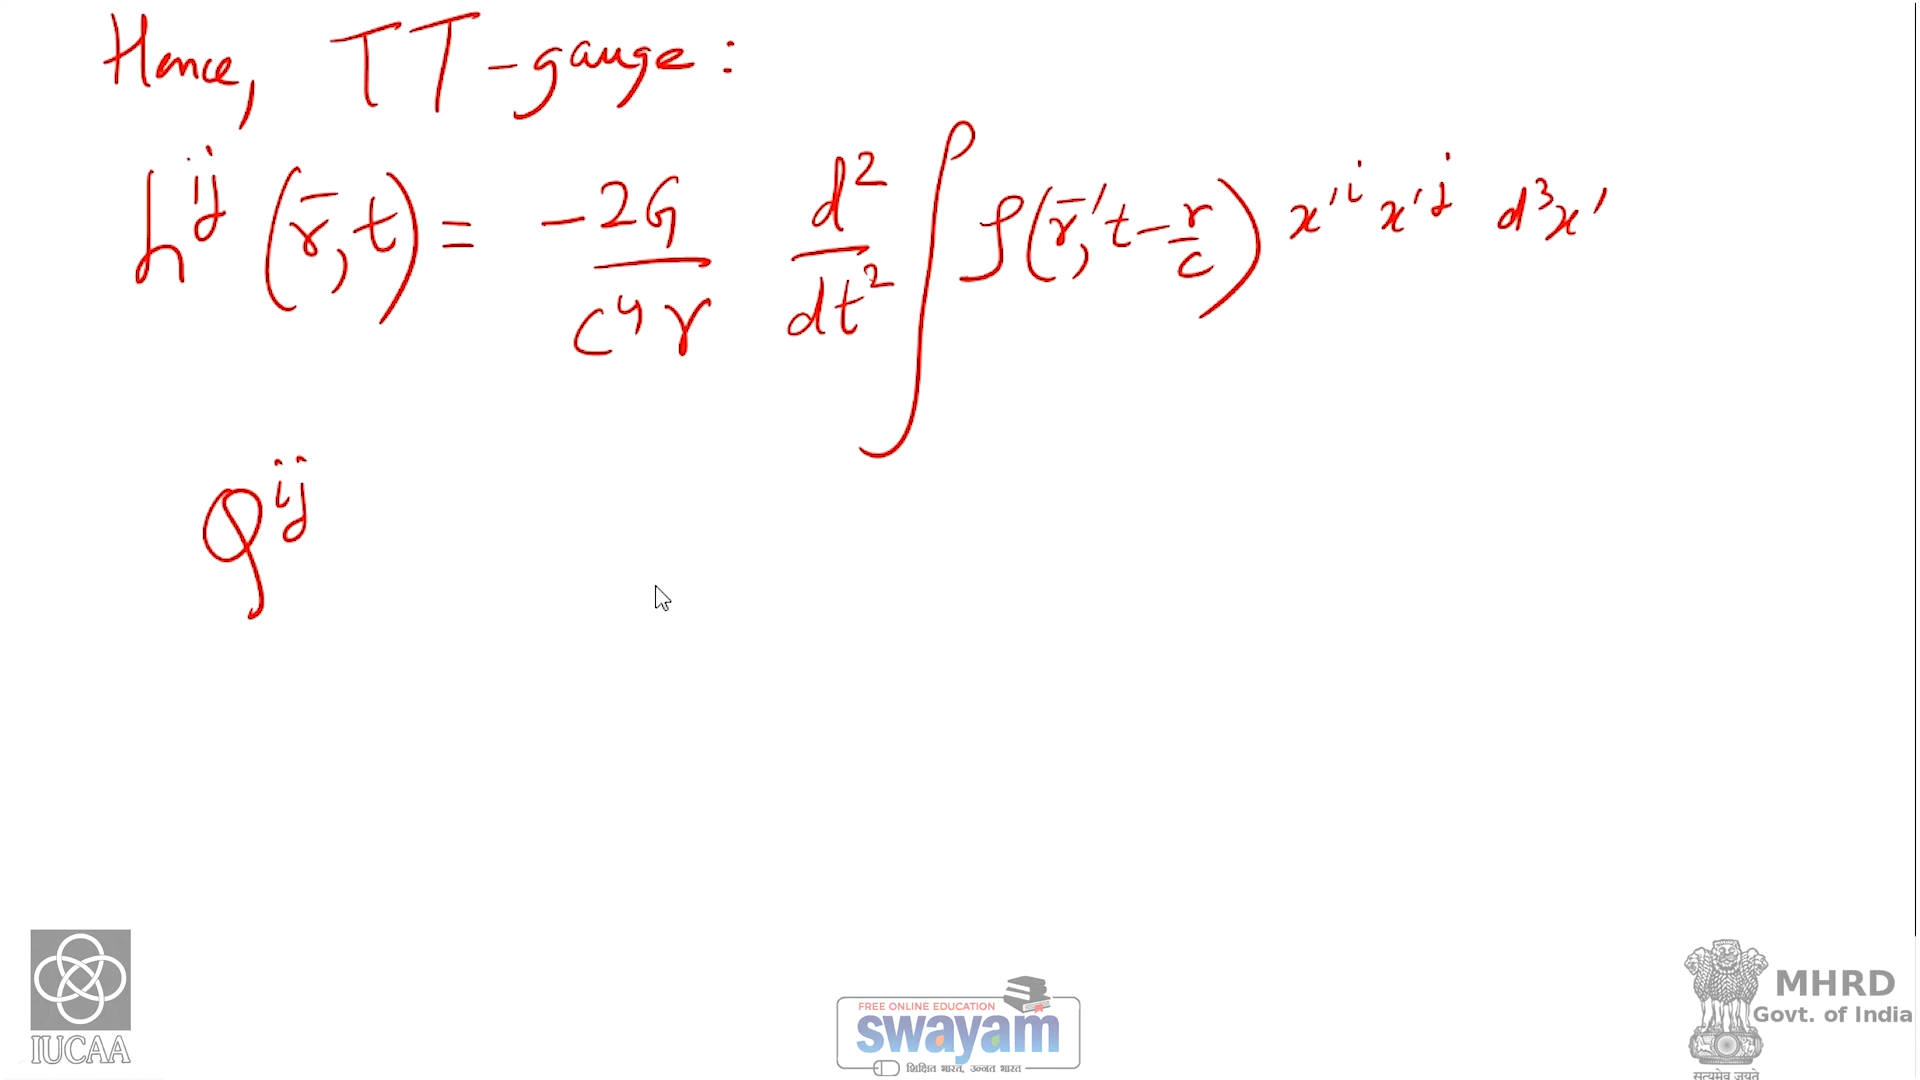 Hence, TT-gauge:
h^{ij} (r̄, t) = -2G/(c⁴r) d²/dt² ∫ ρ(r̄', t - r/c) x'^i x'^j d³x'
Q^{ij}
IUCAA
FREE ONLINE EDUCATION
swayam
शिक्षित भारत, उन्नत भारत
MHRD
Govt. of India
सत्यमेव जयते